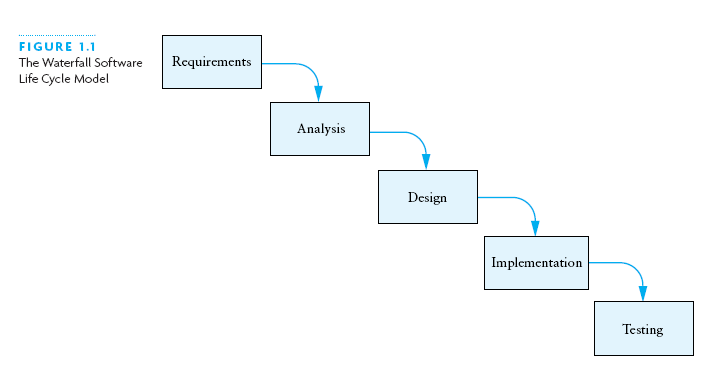 FIGURE 1.1
The Waterfall Software
Life Cycle Model
Requirements
Analysis
Design
Implementation
Testing